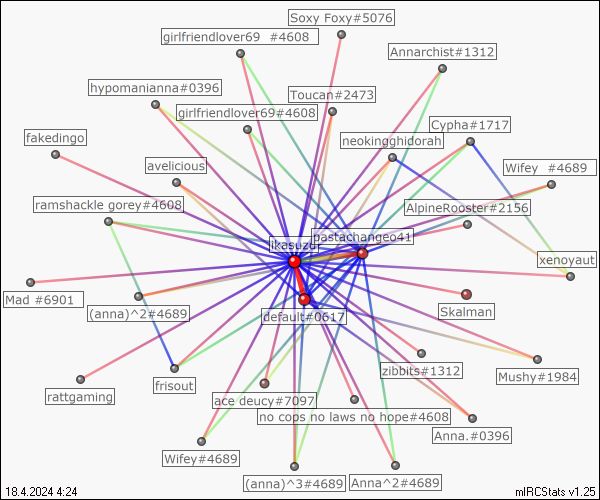 Soxy Foxy#5076
girlfriendlover69 #4608
Annarchist#1312
hypomanianna#0396
Toucan#2473
girlfriendlover69#4608
Cypha#1717
fakedingo
neokingghidorah
avelicious
Wifey #4689
ramshackle gorey#4608
AlpineRooster#2156
ikasuzu
pastachangeo41
xenoyaut
Mad #6901
(anna)^2#4689
default#0617
Skalman
zibbits#1312
Mushy#1984
frisout
rattgaming
ace deucy#7097
no cops no laws no hope#4608
Anna.#0396
Wifey#4689
(anna)^3#4689
Anna^2#4689
18.4.2024 4:24
mIRCStats v1.25